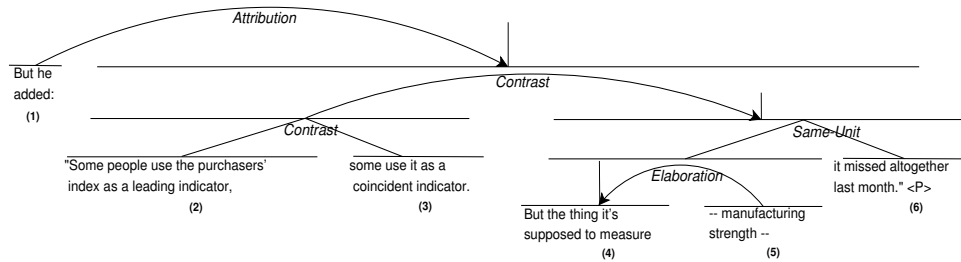 Attribution
But he
added:
(1)
Contrast
Contrast
"Some people use the purchasers'
index as a leading indicator,
(2)
some use it as a
coincident indicator.
(3)
Same-Unit
Elaboration
But the thing it's
supposed to measure
(4)
-- manufacturing
strength --
(5)
it missed altogether
last month." <P>
(6)